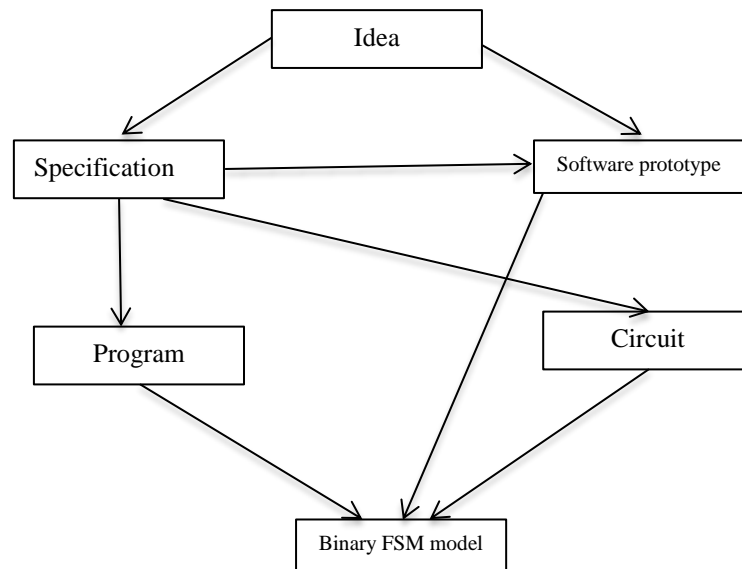 Idea
Specification
Software prototype
Program
Circuit
Binary FSM model